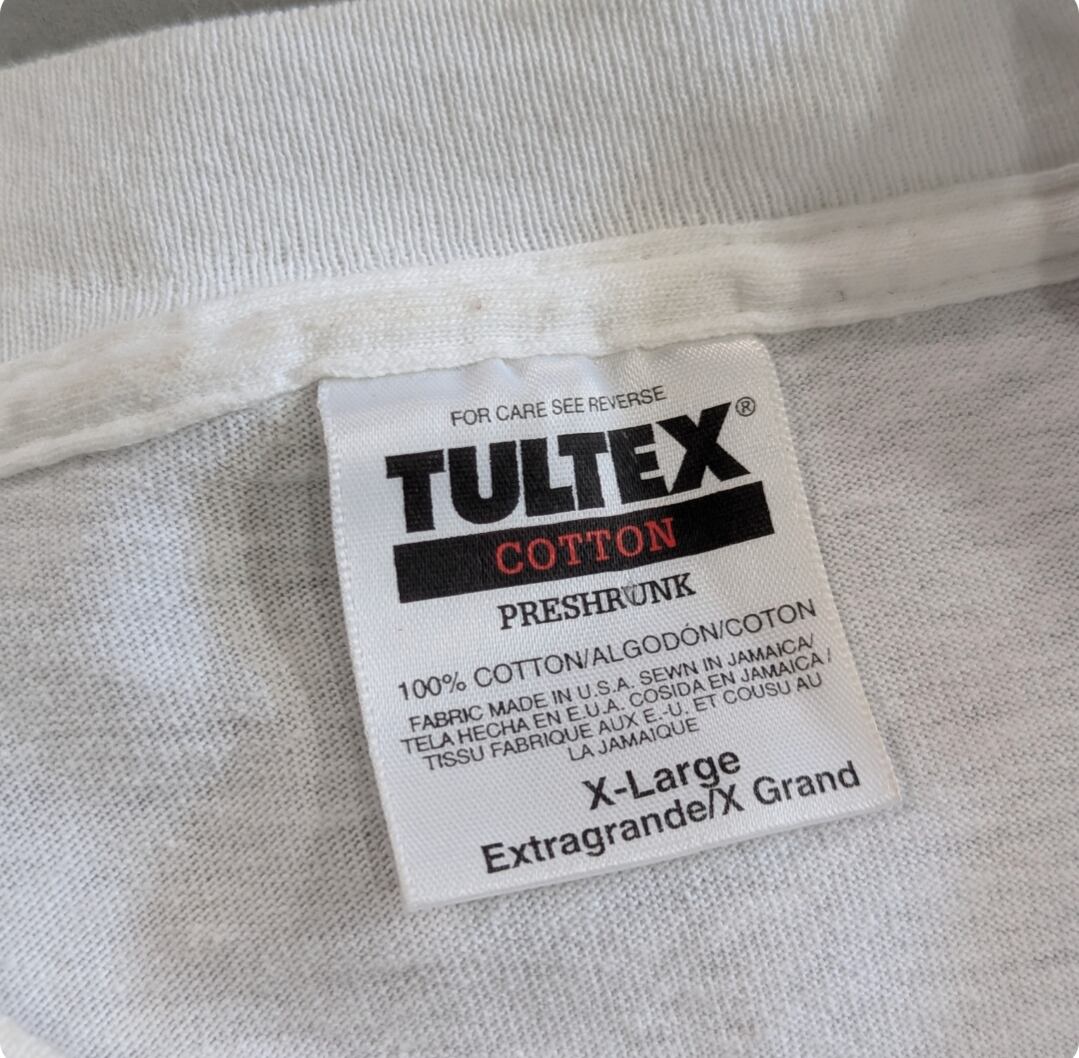 FOR CARE SEE REVERSE
TULTEX®
COTTON
PRESHRUNK
100% COTTON/ALGODÓN/COTON
FABRIC MADE IN U.S.A. SEWN IN JAMAICA/
TELA HECHA EN E.U.A. COSIDA EN JAMAICA /
TISSU FABRIQUE AUX E.-U. ET COUSU AU
LA JAMAIQUE
X-Large
Extragrande/X Grand